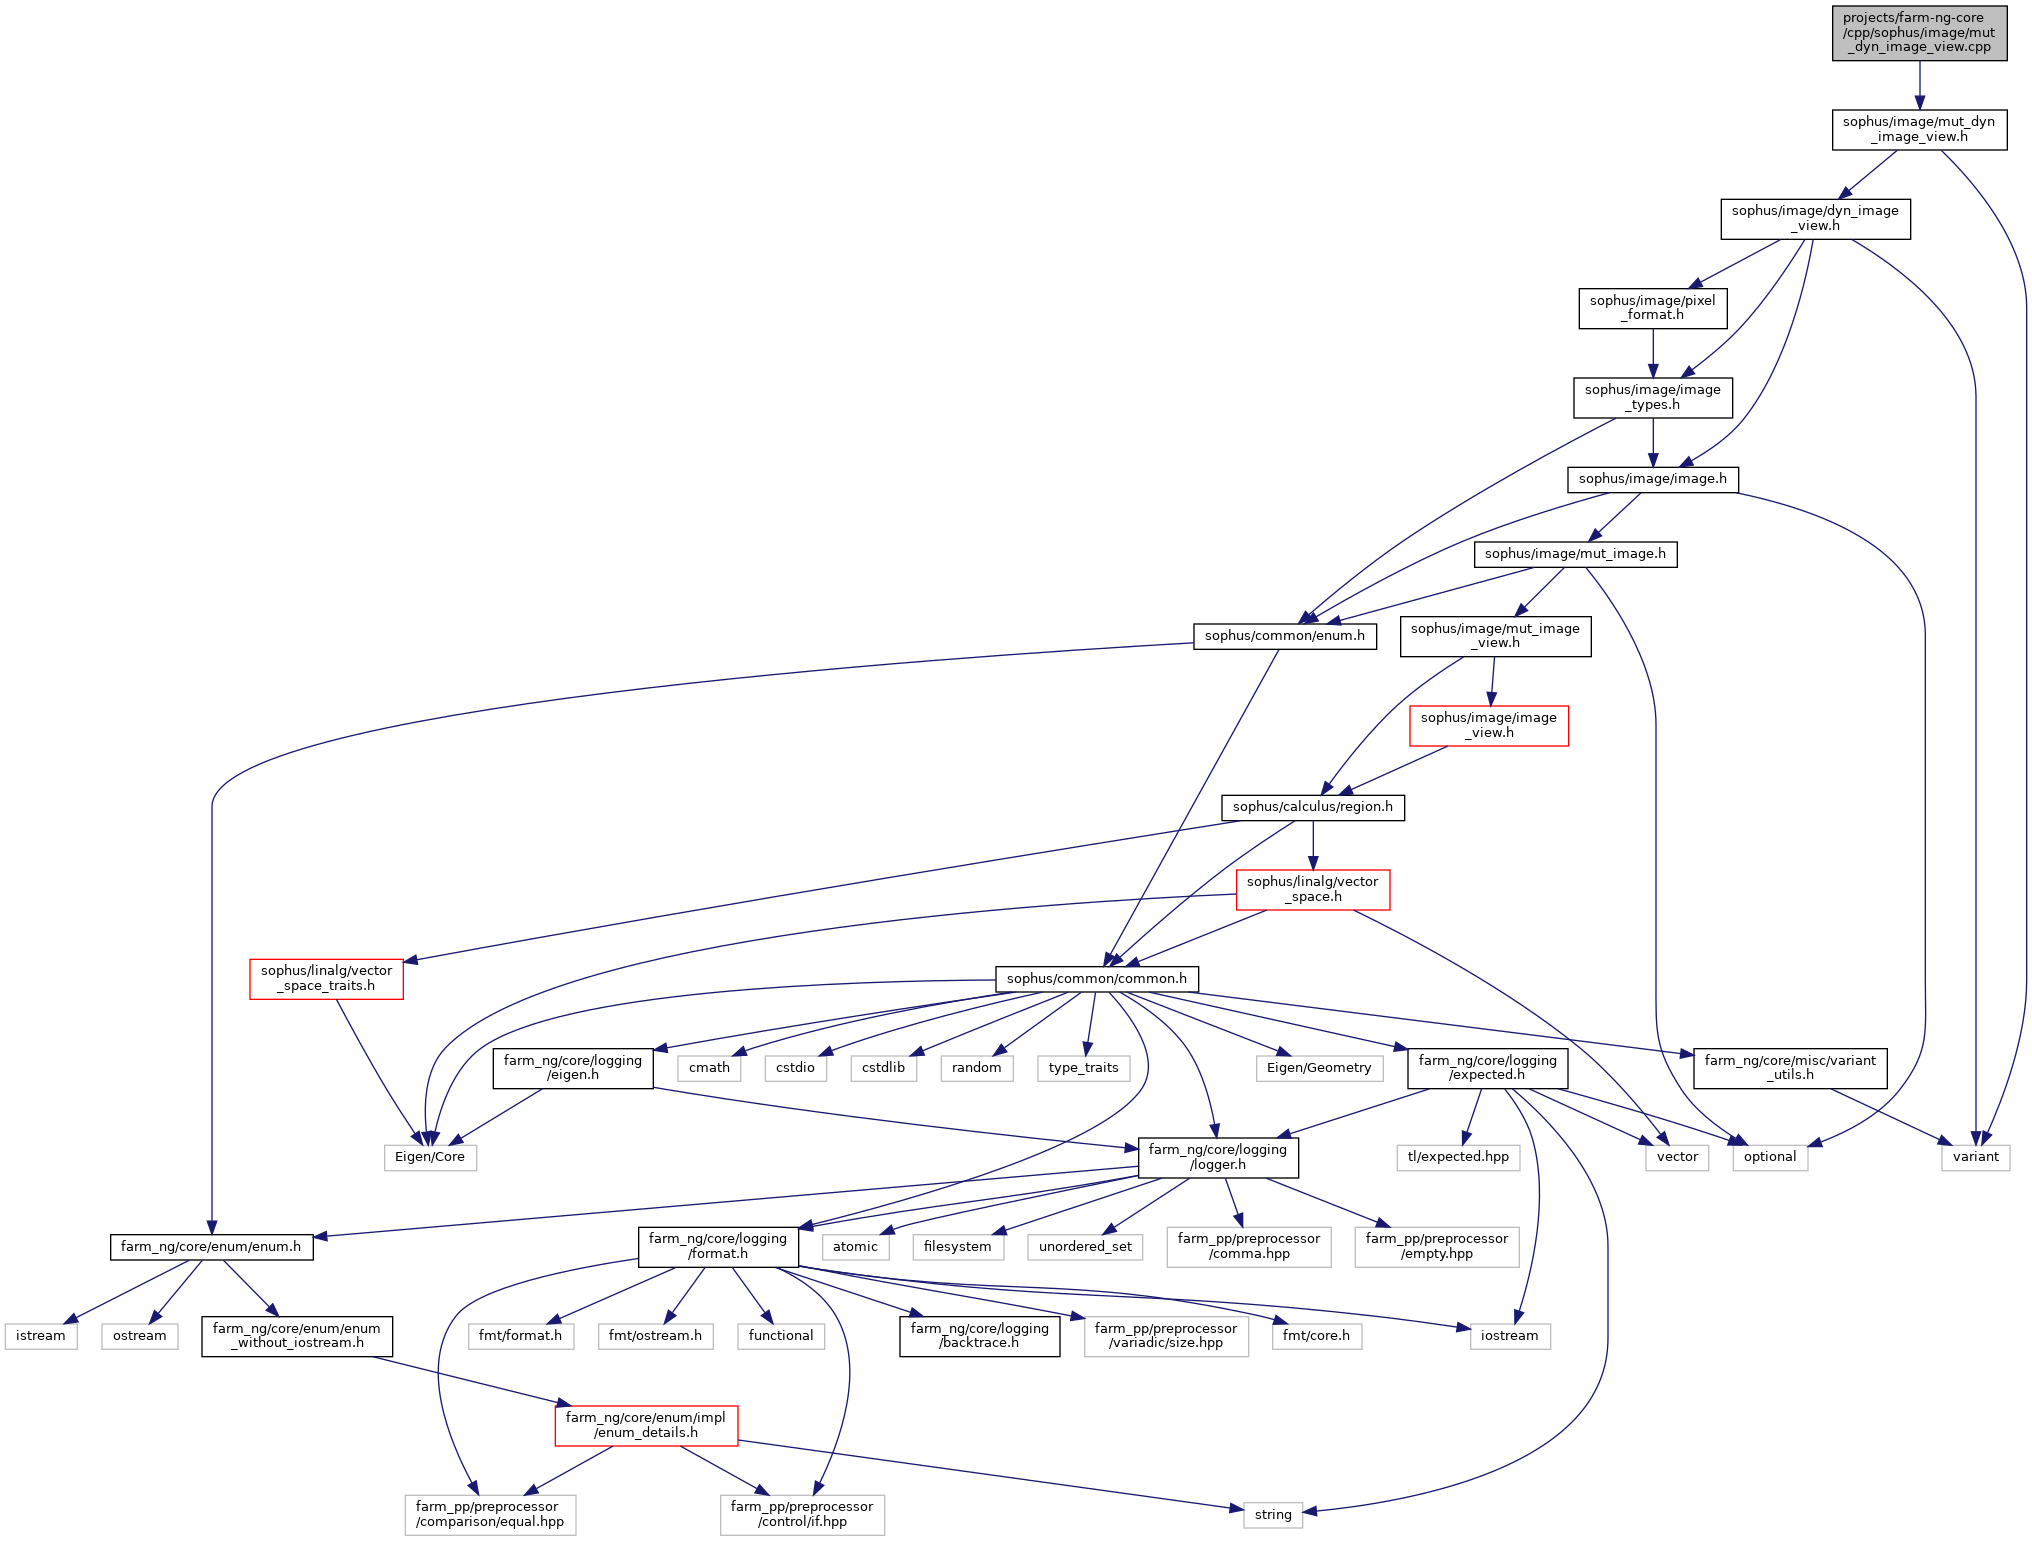 projects/farm-ng-core
/cpp/sophus/image/mut
_dyn_image_view.cpp
sophus/image/mut_dyn
_image_view.h
sophus/image/dyn_image
_view.h
sophus/image/pixel
_format.h
sophus/image/image
_types.h
sophus/image/image.h
sophus/image/mut_image.h
sophus/common/enum.h
sophus/image/mut_image
_view.h
sophus/image/image
_view.h
sophus/calculus/region.h
sophus/linalg/vector
_space.h
sophus/linalg/vector
_space_traits.h
sophus/common/common.h
farm_ng/core/logging
/eigen.h
cmath
cstdio
cstdlib
random
type_traits
Eigen/Geometry
farm_ng/core/logging
/expected.h
farm_ng/core/misc/variant
_utils.h
Eigen/Core
farm_ng/core/logging
/logger.h
tl/expected.hpp
vector
optional
variant
farm_ng/core/enum/enum.h
farm_ng/core/logging
/format.h
atomic
filesystem
unordered_set
farm_pp/preprocessor
/comma.hpp
farm_pp/preprocessor
/empty.hpp
istream
ostream
farm_ng/core/enum/enum
_without_iostream.h
fmt/format.h
fmt/ostream.h
functional
farm_ng/core/logging
/backtrace.h
farm_pp/preprocessor
/variadic/size.hpp
fmt/core.h
iostream
farm_ng/core/enum/impl
/enum_details.h
farm_pp/preprocessor
/comparison/equal.hpp
farm_pp/preprocessor
/control/if.hpp
string